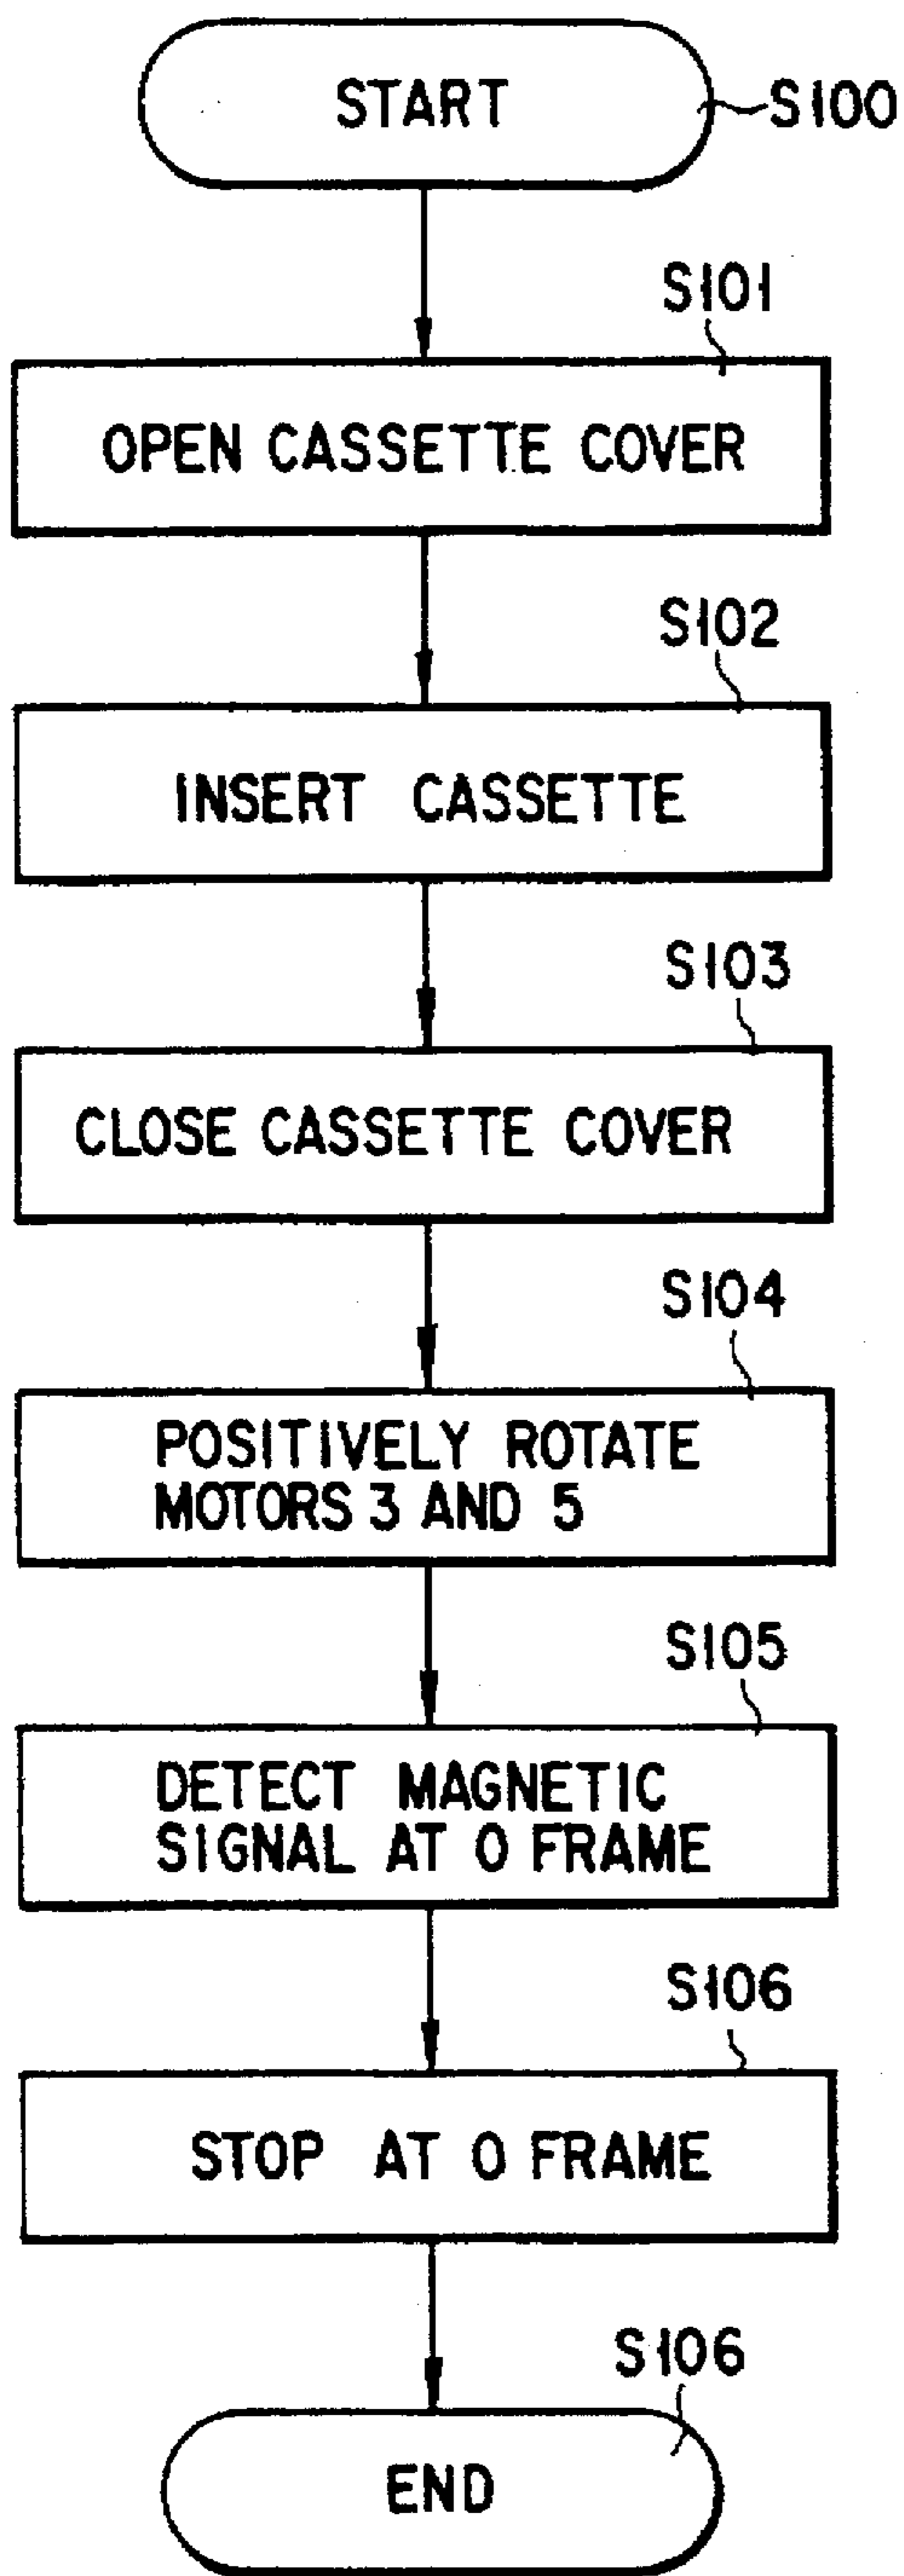 START
S100
S101
OPEN CASSETTE COVER
S102
INSERT CASSETTE
S103
CLOSE CASSETTE COVER
S104
POSITIVELY ROTATE
MOTORS 3 AND 5
S105
DETECT MAGNETIC
SIGNAL AT 0 FRAME
S106
STOP AT 0 FRAME
S106
END